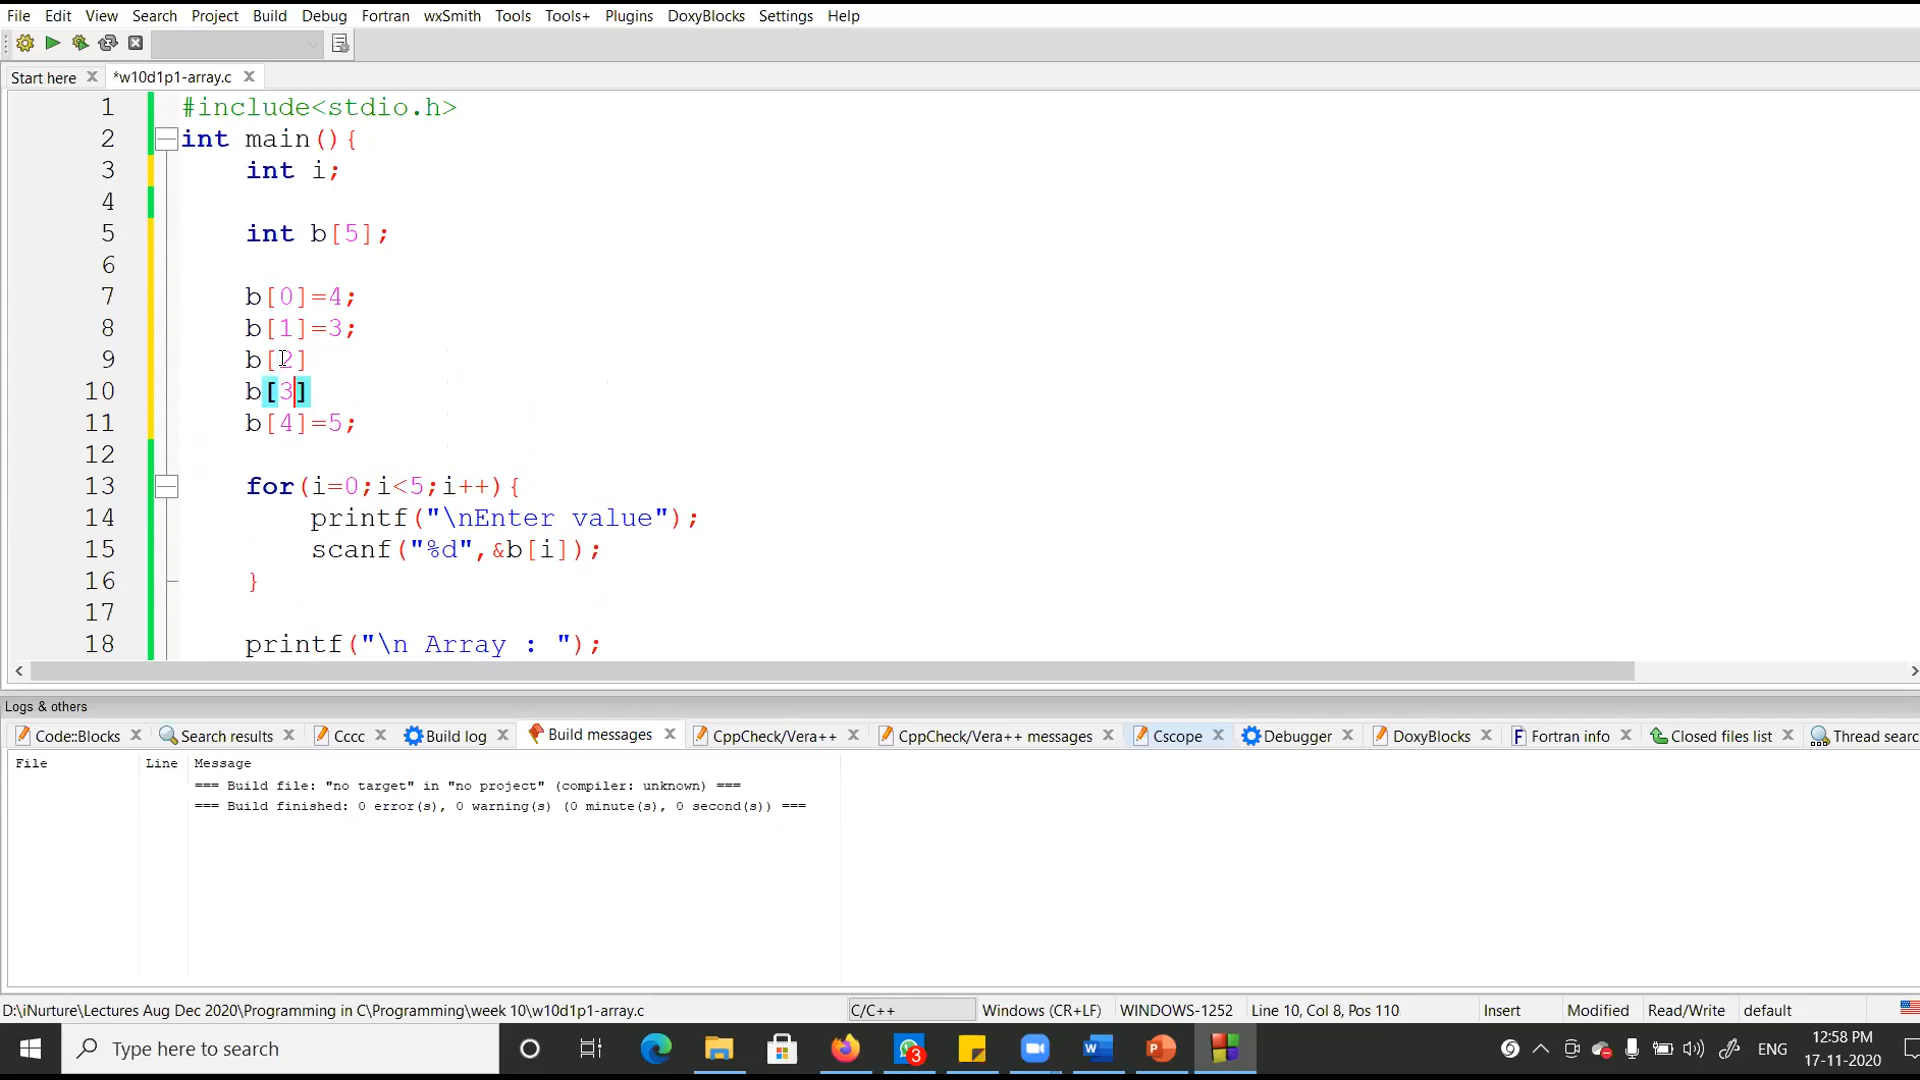 File Edit View Search Project Build Debug Fortran wxSmith Tools Tools+ Plugins DoxyBlocks Settings Help
Start here *w10d1p1-array.c
1 #include<stdio.h>
2 int main(){
3 int i;
4
5 int b[5];
6
7 b[0]=4;
8 b[1]=3;
9 b[2]
10 b[3]
11 b[4]=5;
12
13 for(i=0;i<5;i++){
14 printf("\nEnter value");
15 scanf("%d",&b[i]);
16 }
17
18 printf("\n Array : ");
Logs & others
Code::Blocks Search results Cccc Build log Build messages CppCheck/Vera++ CppCheck/Vera++ messages Cscope Debugger DoxyBlocks Fortran info Closed files list Thread searc
File Line Message
=== Build file: "no target" in "no project" (compiler: unknown) ===
=== Build finished: 0 error(s), 0 warning(s) (0 minute(s), 0 second(s)) ===
D:\iNurture\Lectures Aug Dec 2020\Programming in C\Programming\week 10\w10d1p1-array.c C/C++ Windows (CR+LF) WINDOWS-1252 Line 10, Col 8, Pos 110 Insert Modified Read/Write default
Type here to search 3 ENG 12:58 PM
17-11-2020